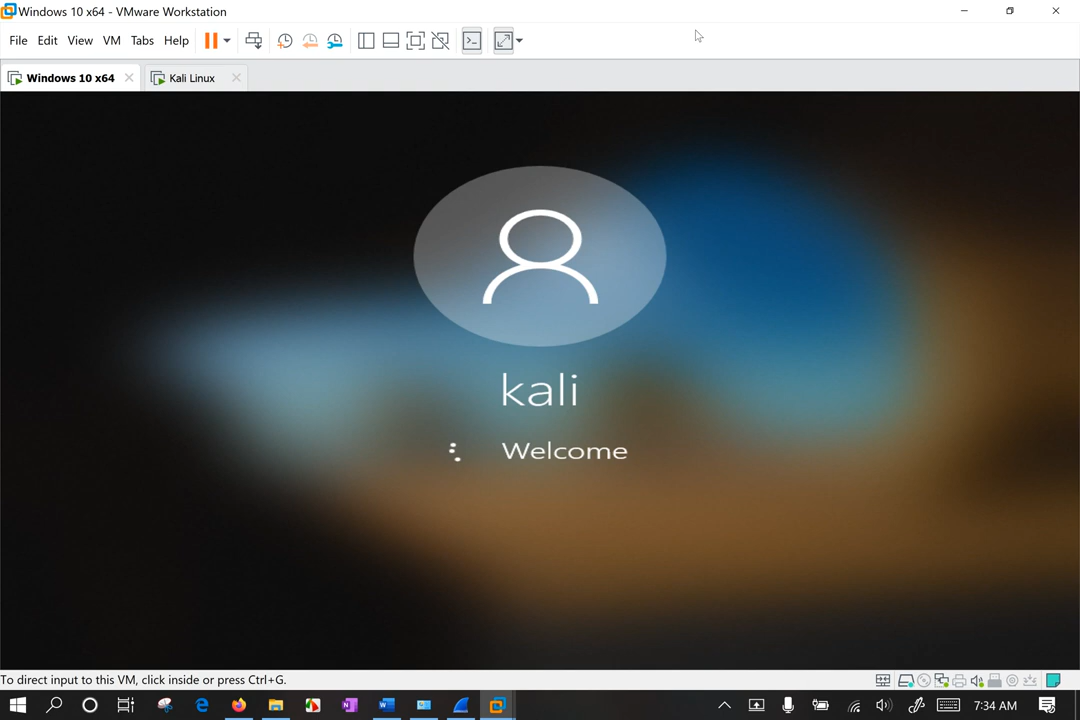 Windows 10 x64 - VMware Workstation
File Edit View VM Tabs Help
Windows 10 x64 Kali Linux
kali
Welcome
To direct input to this VM, click inside or press Ctrl+G.
7:34 AM